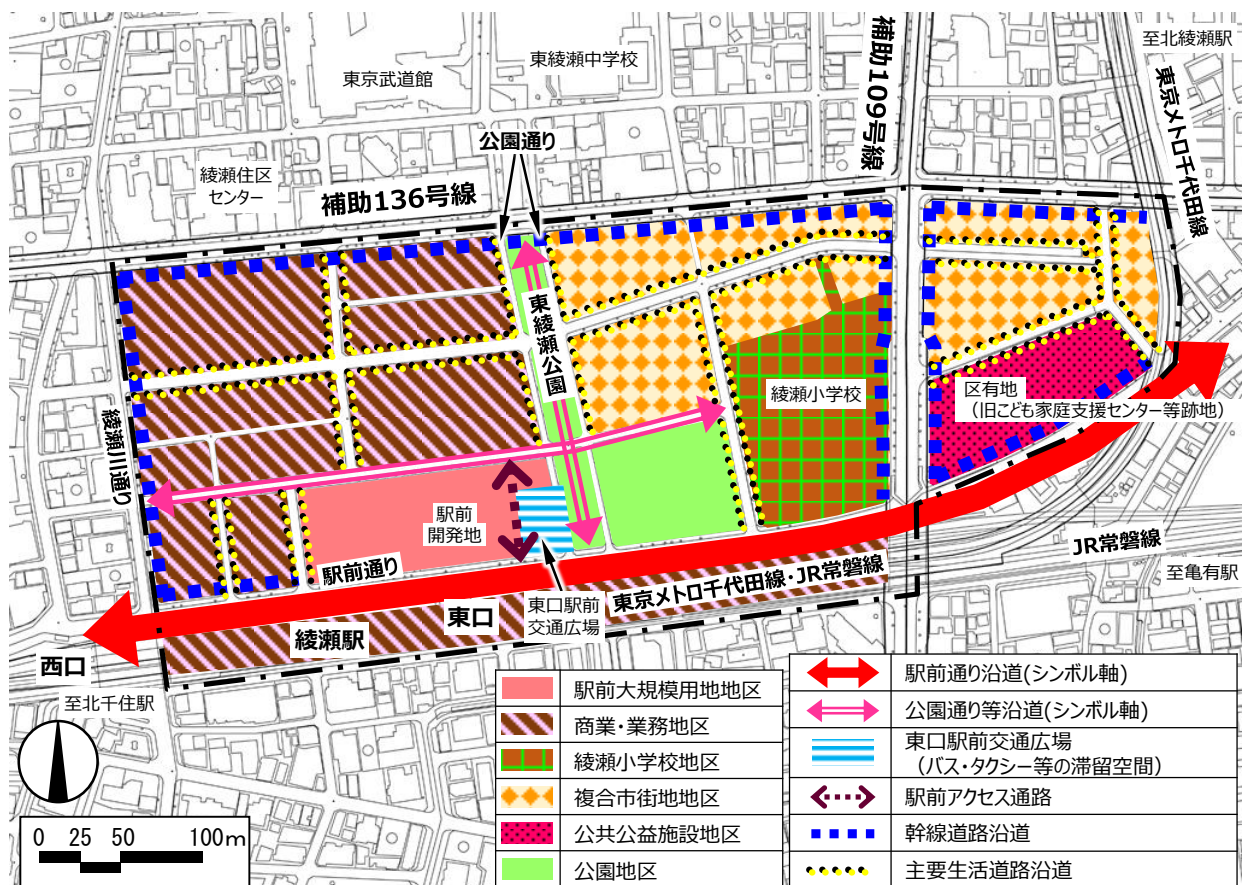 至北綾瀬駅
東綾瀬中学校
東京武道館
補助109号線
東京メトロ千代田線
公園通り
綾瀬住区
センター
補助136号線
東綾瀬公園
綾瀬小学校
区有地
(旧こども家庭支援センター等跡地)
綾瀬川通り
駅前
開発地
駅前通り
東京メトロ千代田線・JR常磐線
JR常磐線
至亀有駅
東口駅前
交通広場
東口
綾瀬駅
西口
至北千住駅
駅前大規模用地地区
商業・業務地区
綾瀬小学校地区
複合市街地地区
公共公益施設地区
公園地区
駅前通り沿道(シンボル軸)
公園通り等沿道(シンボル軸)
東口駅前交通広場
(バス・タクシー等の滞留空間)
駅前アクセス通路
幹線道路沿道
主要生活道路沿道
0 25 50 100m